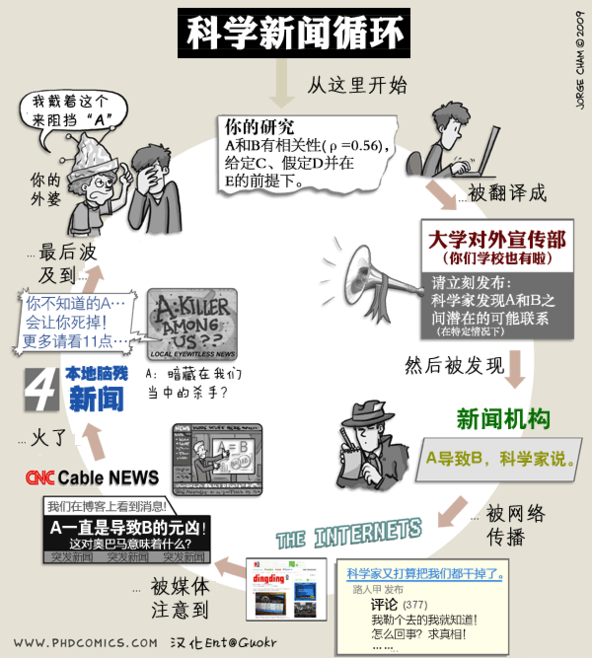 科学新闻循环
JORGE CHAM © 2009
从这里开始
你的研究
A和B有相关性(ρ=0.56),
给定C、假定D并在
E的前提下。
...被翻译成
大学对外宣传部
(你们学校也有啦)
请立刻发布:
科学家发现A和B之
间潜在的可能联系
(在特定情况下)
然后被发现
新闻机构
A导致B，科学家说。
... 被网络
传播
THE INTERNETS
dingding
科学家又打算把我们都干掉了。
路人甲 发布
评论 (377)
我勒个去的我就知道!
怎么回事? 求真相!
... ...
... 被媒体
注意到
CNC Cable NEWS
A = B
我们在博客上看到消息!
A一直是导致B的元凶!
这对奥巴马意味着什么?
突发新闻 突发新闻 突发新闻
...火了
4 本地脑残
新闻
你不知道的A…
会让你死掉!
更多请看11点…
A-KILLER
AMONG
US??
LOCAL EYEWITLESS NEWS
A: 暗藏在我们
当中的杀手?
... 最后波
及到...
我戴着这个
来阻挡“A”
你的
外婆
WWW.PHDCOMICS.COM 汉化Ent@Guokr